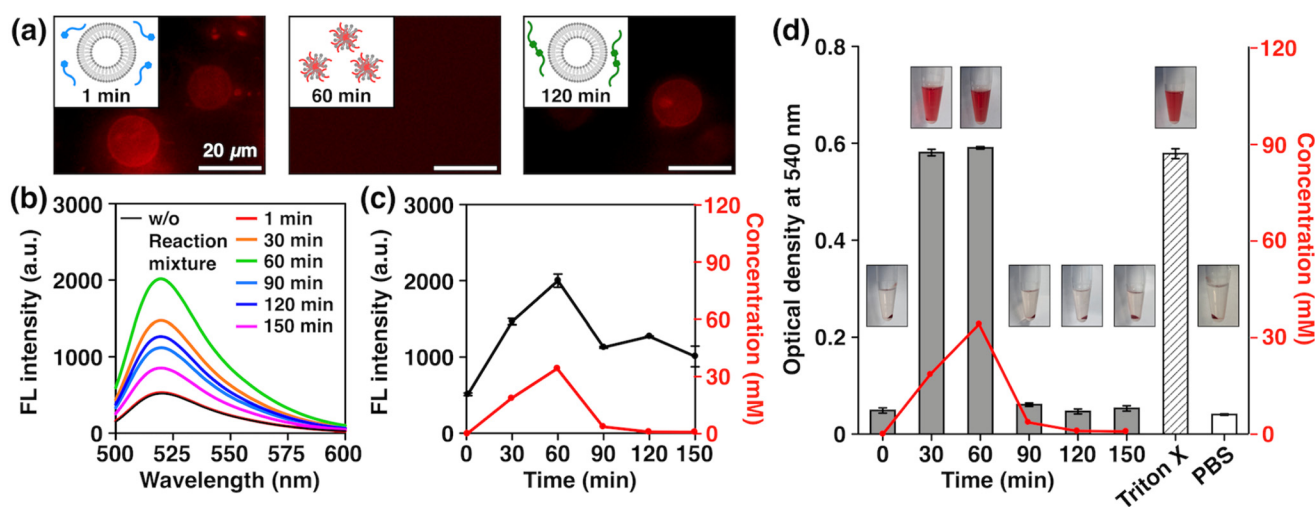 (a)
1 min
20 µm
60 min
120 min
(b)
3000
2000
1000
0
FL intensity (a.u.)
w/o
Reaction
mixture
1 min
30 min
60 min
90 min
120 min
150 min
500 525 550 575 600
Wavelength (nm)
(c)
3000
2000
1000
0
FL intensity (a.u.)
120
90
60
30
0
Concentration (mM)
0 30 60 90 120 150
Time (min)
(d)
0.8
0.6
0.4
0.2
0
Optical density at 540 nm
120
90
60
30
0
Concentration (mM)
0 30 60 90 120 150 Triton X PBS
Time (min)